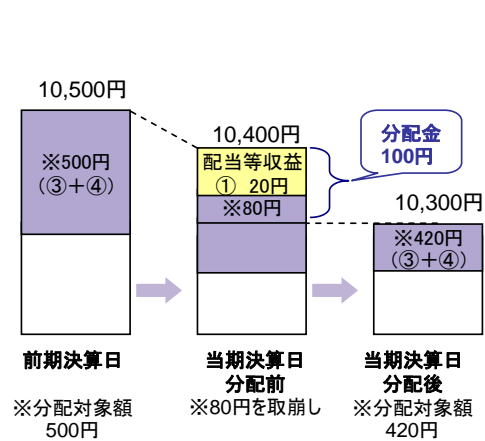 10,500円
※500円
（③＋④）
前期決算日
※分配対象額
500円
10,400円
配当等収益
① 20円
※80円
分配金
100円
当期決算日
分配前
※80円を取崩し
10,300円
※420円
（③＋④）
当期決算日
分配後
※分配対象額
420円